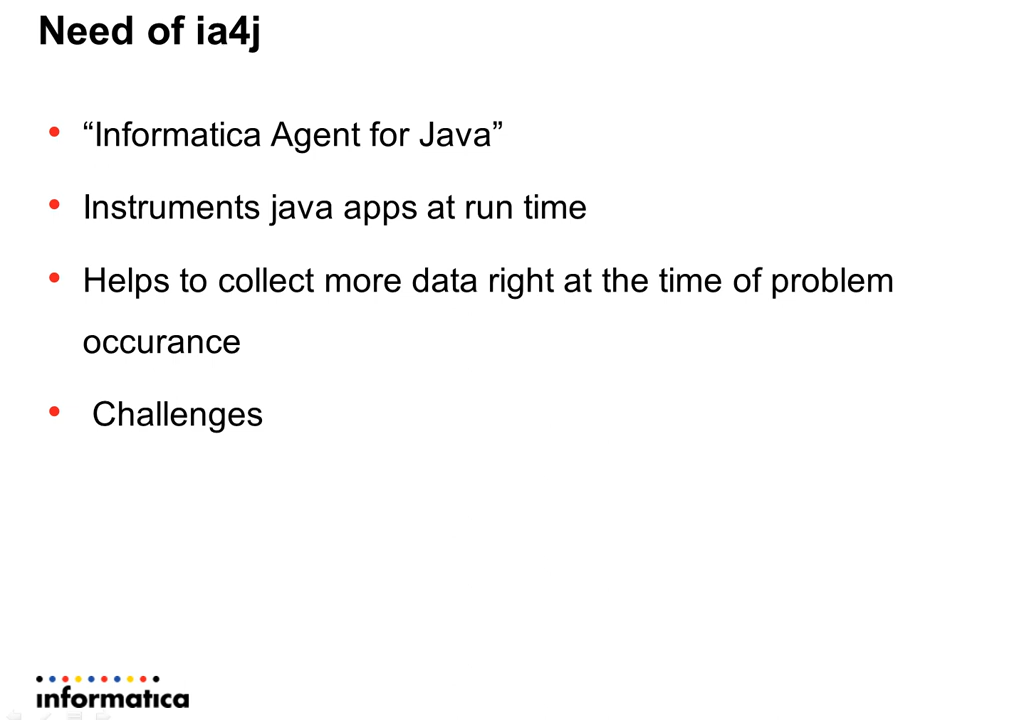 Need of ia4j
“Informatica Agent for Java”
Instruments java apps at run time
Helps to collect more data right at the time of problem
occurance
Challenges
informatica